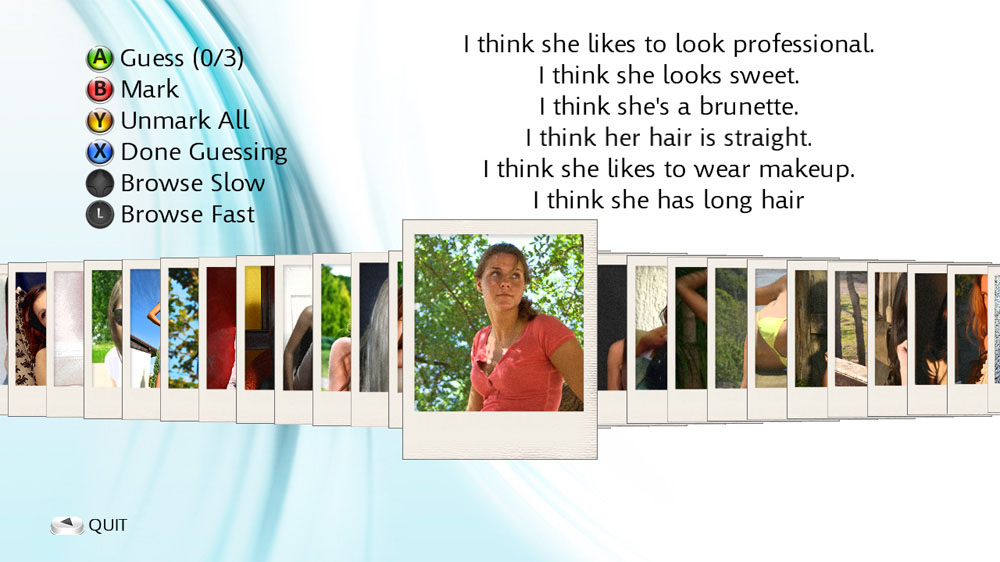 A Guess (0/3)
B Mark
Y Unmark All
X Done Guessing
Browse Slow
L Browse Fast
I think she likes to look professional.
I think she looks sweet.
I think she's a brunette.
I think her hair is straight.
I think she likes to wear makeup.
I think she has long hair
QUIT